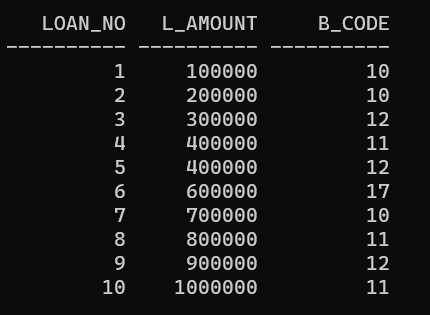 LOAN_NO L_AMOUNT B_CODE
---------- ---------- ----------
1 100000 10
2 200000 10
3 300000 12
4 400000 11
5 400000 12
6 600000 17
7 700000 10
8 800000 11
9 900000 12
10 1000000 11